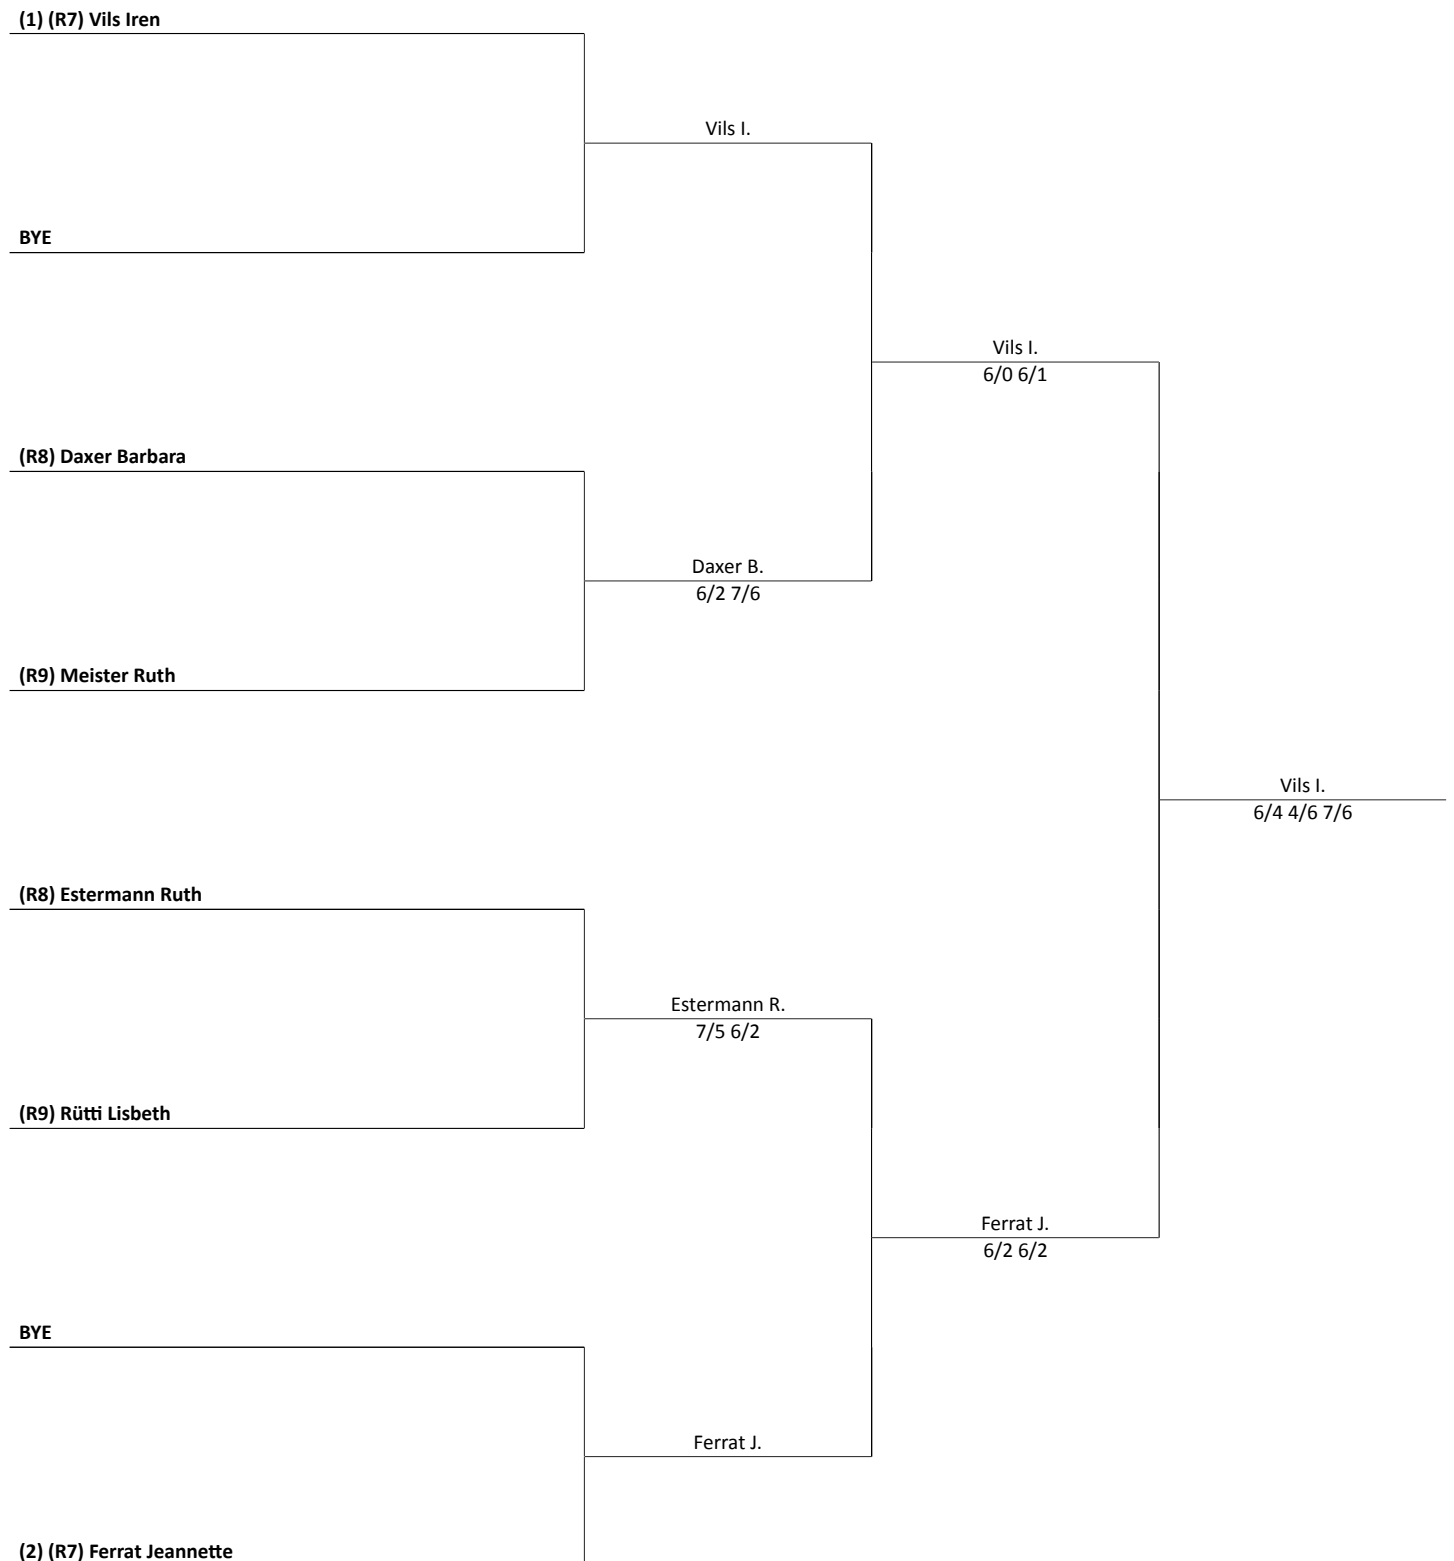 (1) (R7) Vils Iren
Vils I.
BYE
Vils I.
6/0 6/1
(R8) Daxer Barbara
Daxer B.
6/2 7/6
(R9) Meister Ruth
Vils I.
6/4 4/6 7/6
(R8) Estermann Ruth
Estermann R.
7/5 6/2
(R9) Rütti Lisbeth
Ferrat J.
6/2 6/2
BYE
Ferrat J.
(2) (R7) Ferrat Jeannette